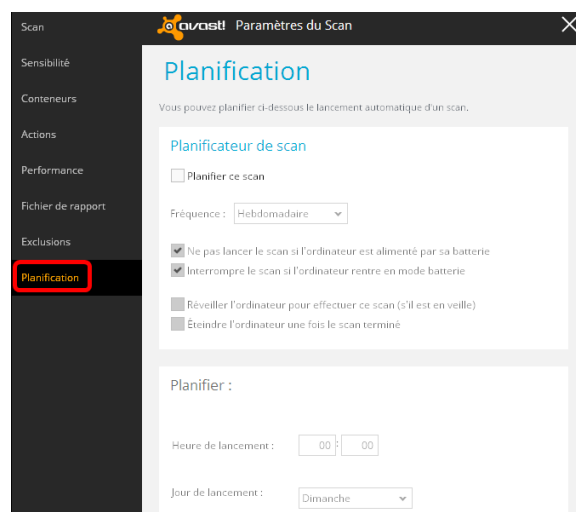 Scan
Sensibilité
Conteneurs
Actions
Performance
Fichier de rapport
Exclusions
Planification
avast! Paramètres du Scan
Planification
Vous pouvez planifier ci-dessous le lancement automatique d'un scan.
Planificateur de scan
Planifier ce scan
Fréquence : Hebdomadaire
Ne pas lancer le scan si l'ordinateur est alimenté par sa batterie
Interrompre le scan si l'ordinateur rentre en mode batterie
Réveiller l'ordinateur pour effectuer ce scan (s'il est en veille)
Éteindre l'ordinateur une fois le scan terminé
Planifier :
Heure de lancement : 00 : 00
Jour de lancement : Dimanche